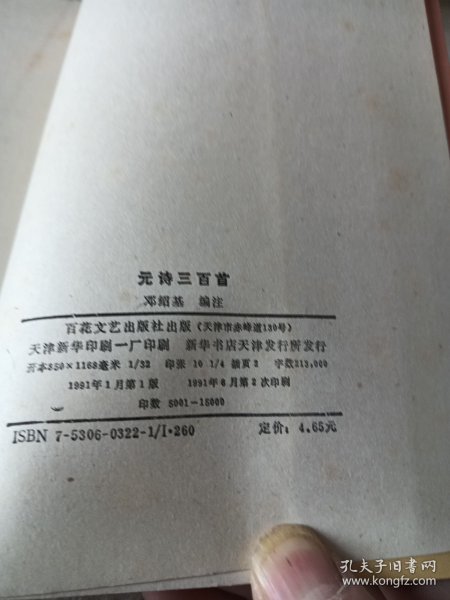 元诗三百首
邓绍基 编注
百花文艺出版社出版(天津市赤峰道130号)
天津新华印刷一厂印刷 新华书店天津发行所发行
开本850×1168毫米 1/32 印张 10 1/4 插页2 字数213,000
1991年1月第1版 1991年6月第2次印刷
印数 5001-15000
ISBN 7-5306-0322-1/I·260 定价:4.65元
孔夫子旧书网
www.kongfz.com